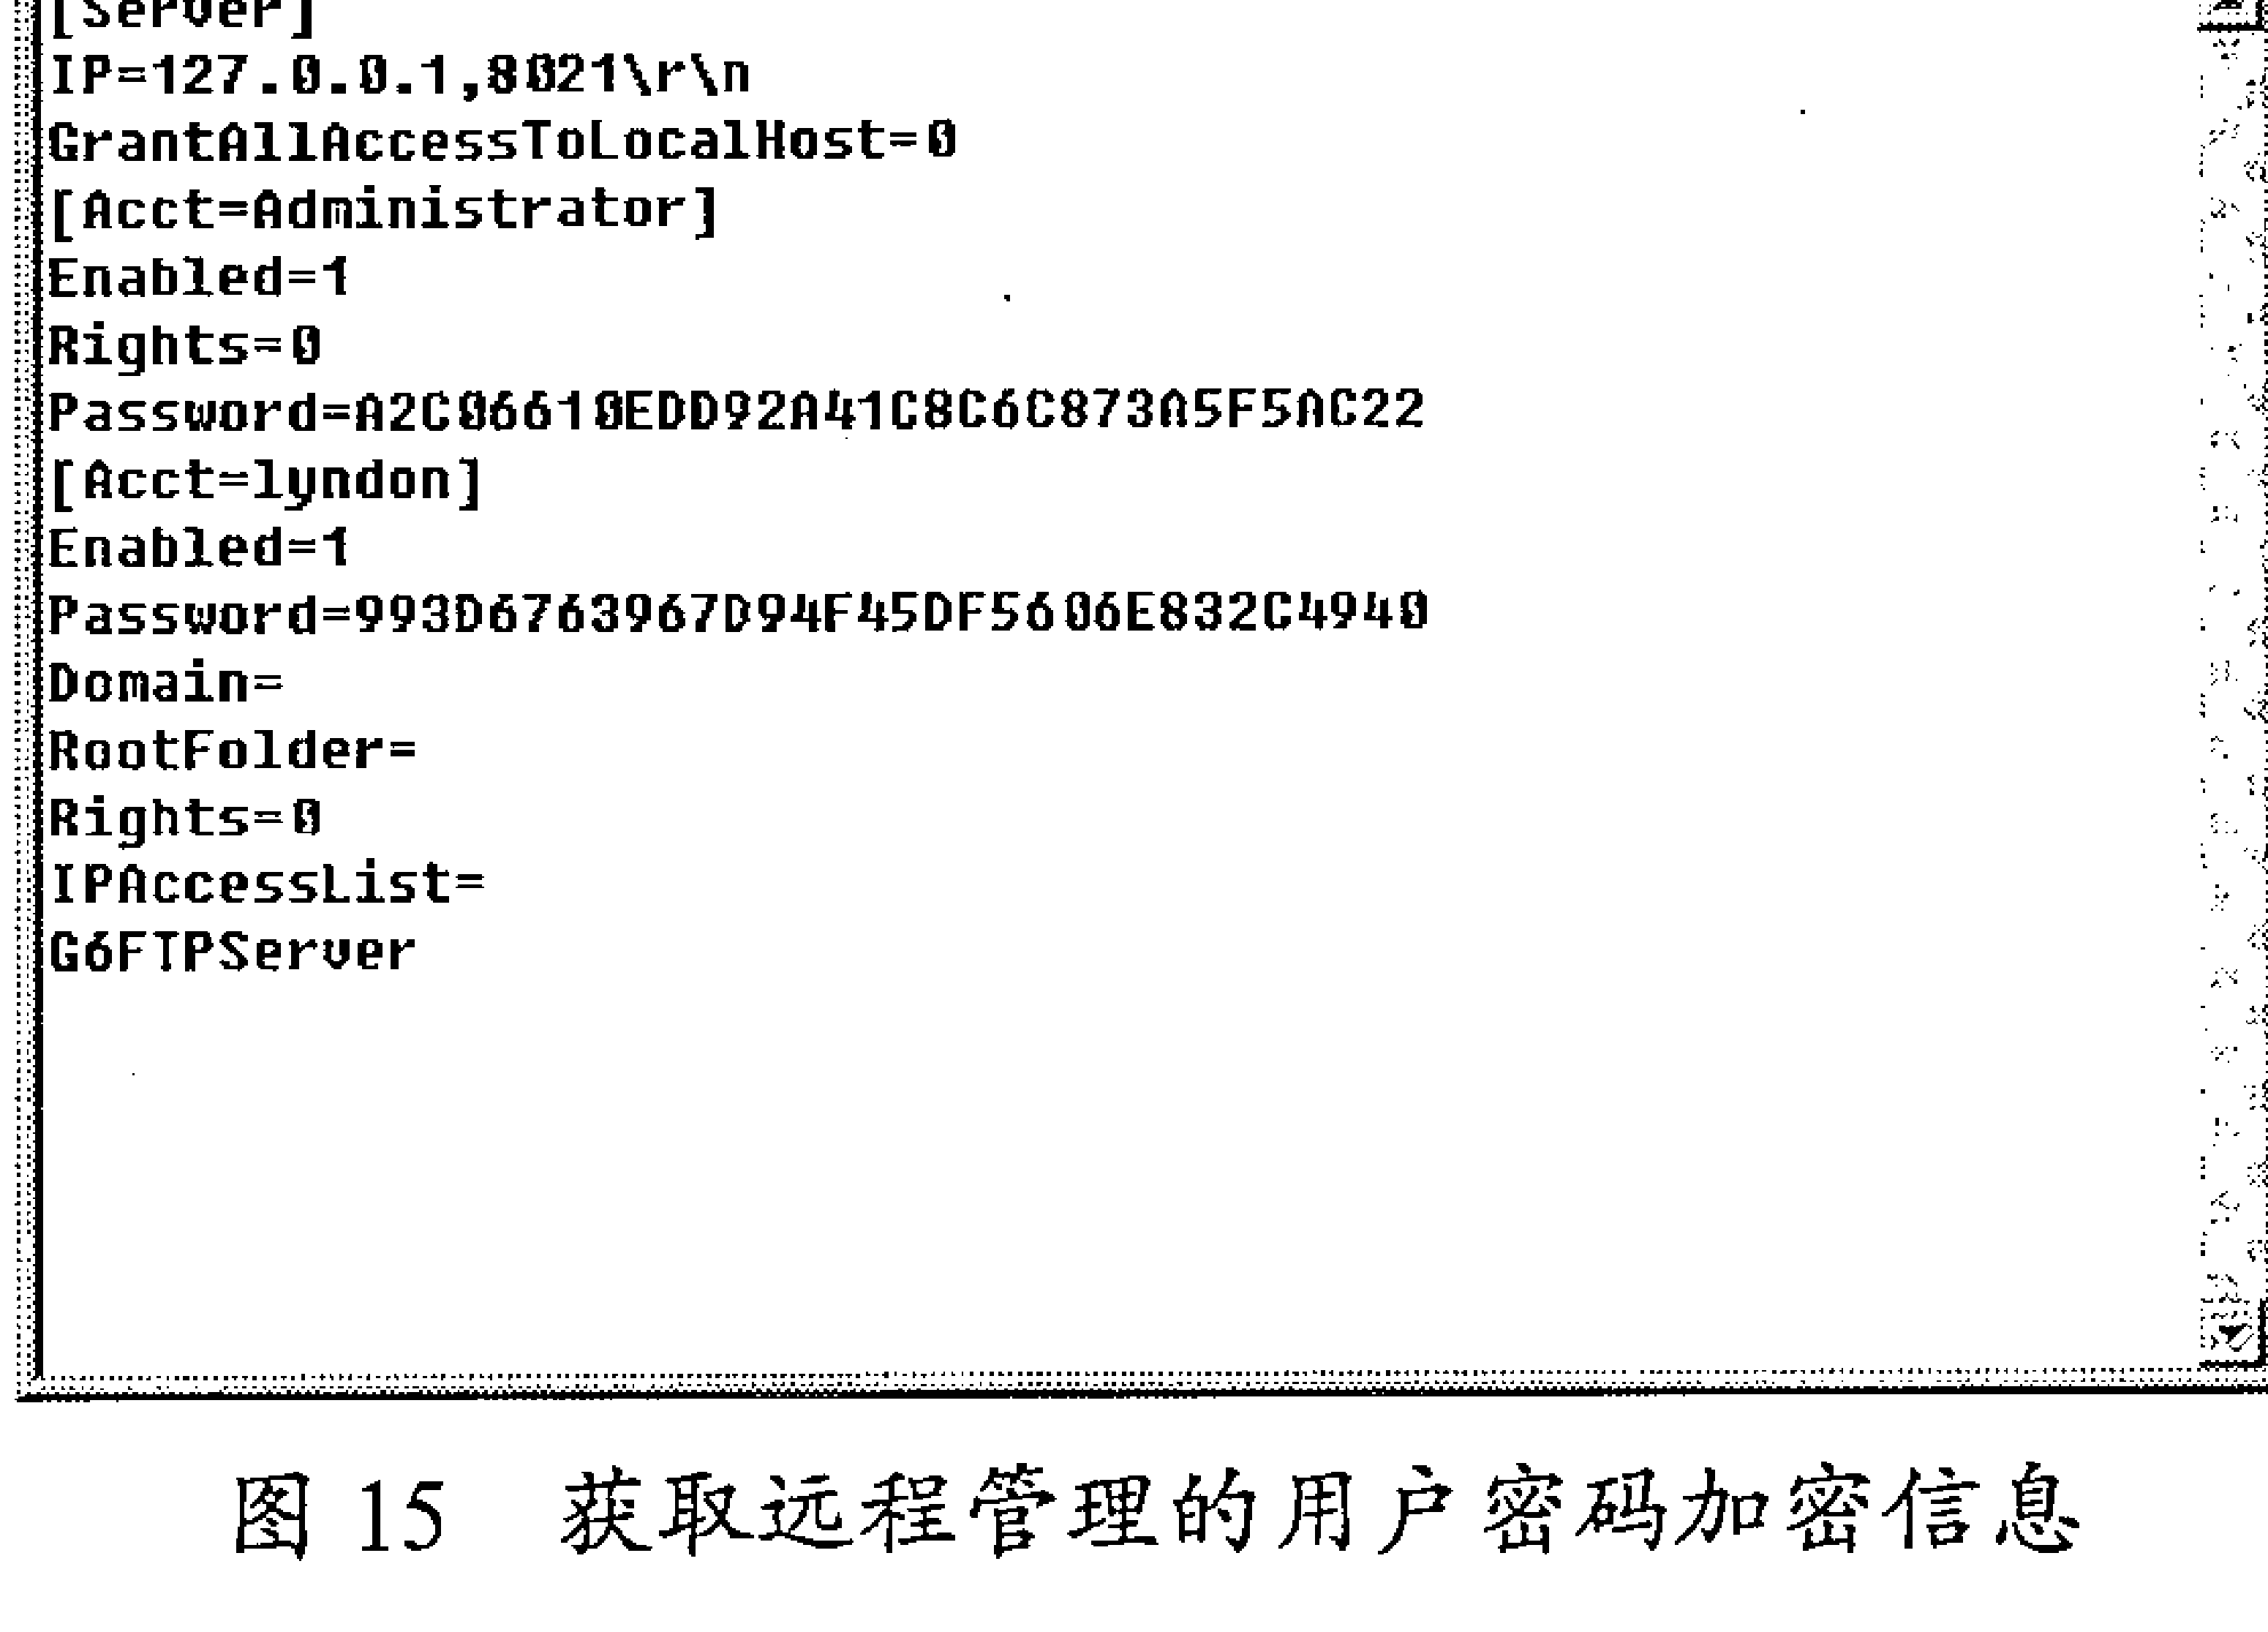 [Server]
IP=127.0.0.1,8021\r\n
GrantAllAccessToLocalHost=0
[Acct=Administrator]
Enabled=1
Rights=0
Password=A2C06610EDD92A41C8C6C873A5F5AC22
[Acct=lyndon]
Enabled=1
Password=993D6763967D94F45DF5606E832C4940
Domain=
RootFolder=
Rights=0
IPAccessList=
G6FTPServer
图 15 获取远程管理的用户密码加密信息